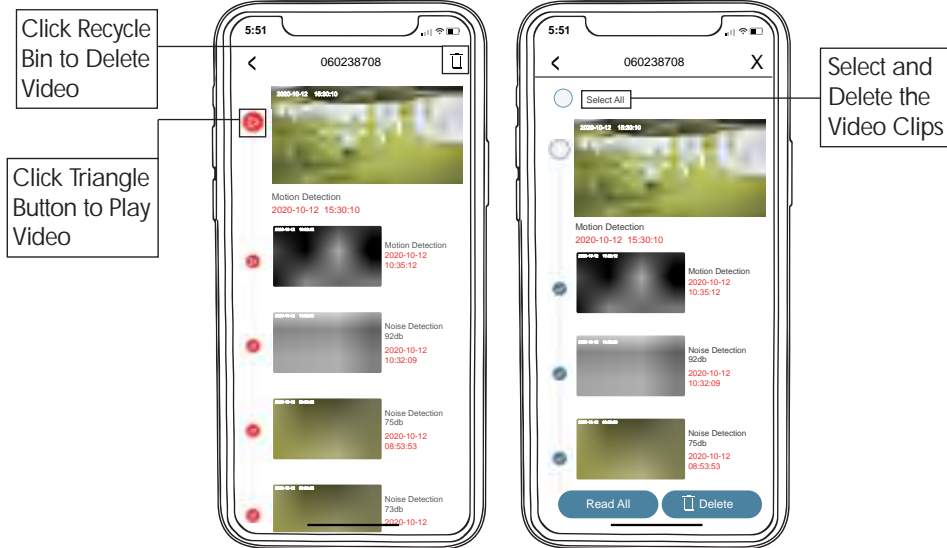 Click Recycle
Bin to Delete
Video
Click Triangle
Button to Play
Video
5:51
060238708
2020-10-12 15:30:10
Motion Detection
2020-10-12 15:30:10
Motion Detection
2020-10-12
10:35:12
Noise Detection
92db
2020-10-12
10:32:09
Noise Detection
75db
2020-10-12
08:53:53
Noise Detection
73db
2020-10-12
5:51
060238708
X
Select All
2020-10-12 15:30:10
Motion Detection
2020-10-12 15:30:10
Motion Detection
2020-10-12
10:35:12
Noise Detection
92db
2020-10-12
10:32:09
Noise Detection
75db
2020-10-12
08:53:53
Read All
Delete
Select and
Delete the
Video Clips